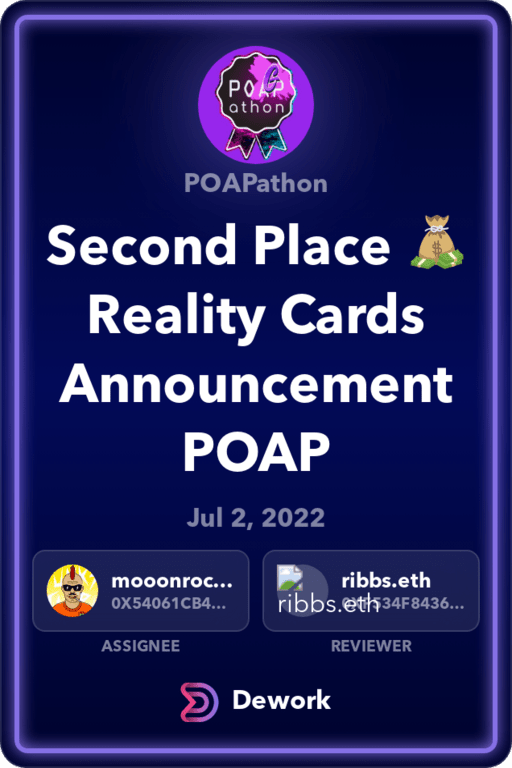 POAP
athon
POAPathon
Second Place 💰
Reality Cards
Announcement
POAP
Jul 2, 2022
mooonroc...
0X54061CB4...
ASSIGNEE
ribbs.eth
ribbs.eth
534F8436...
REVIEWER
Dework